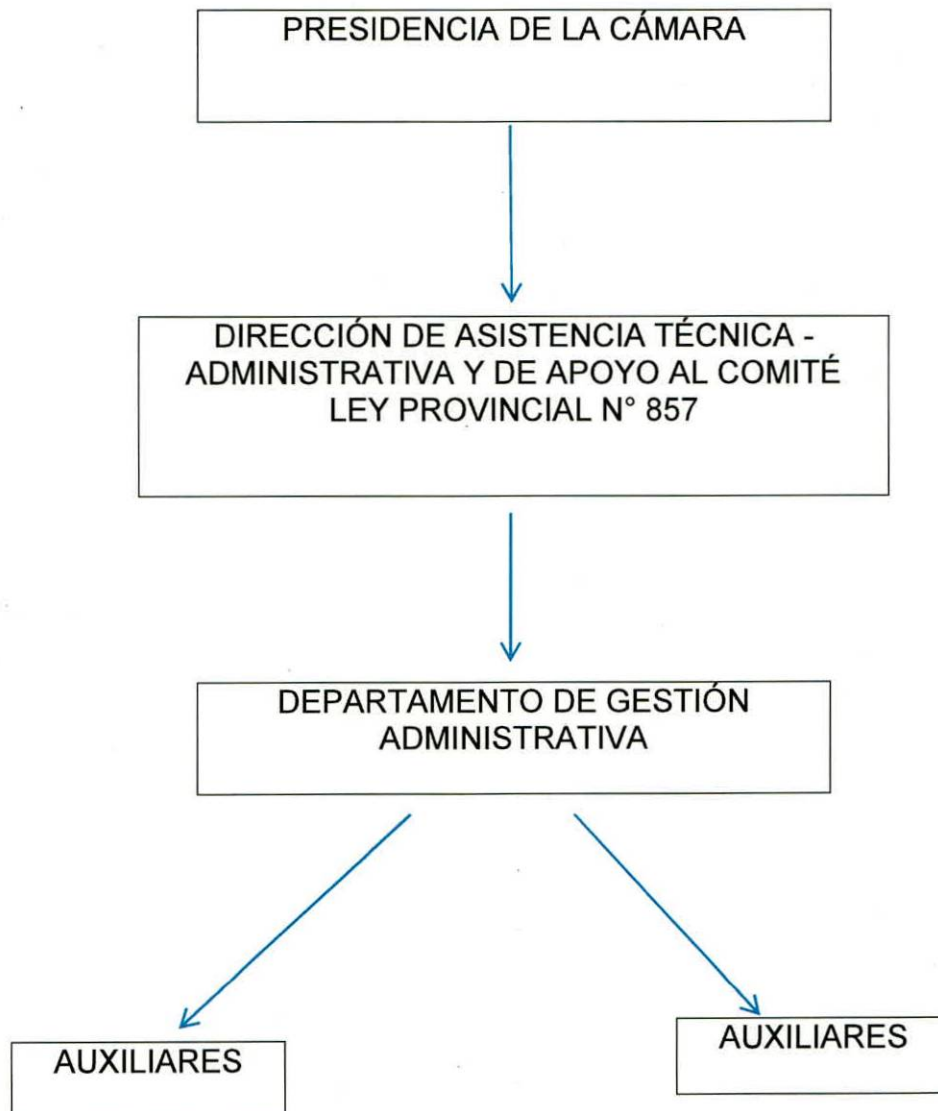 PRESIDENCIA DE LA CÁMARA
DIRECCIÓN DE ASISTENCIA TÉCNICA -
ADMINISTRATIVA Y DE APOYO AL COMITÉ
LEY PROVINCIAL N° 857
DEPARTAMENTO DE GESTIÓN
ADMINISTRATIVA
AUXILIARES
AUXILIARES